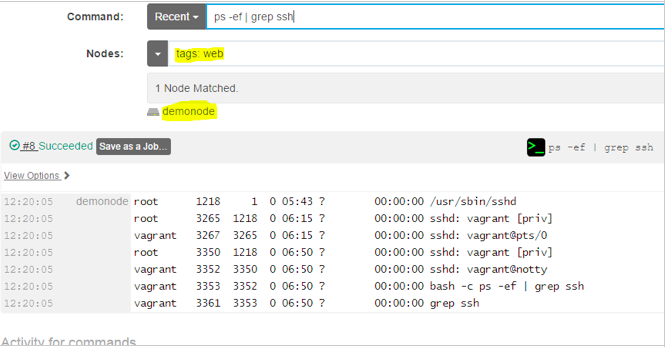 Command: Recent ps -ef | grep ssh
Nodes: tags: web
1 Node Matched.
demonode
#8 Succeeded Save as a Job... >_ ps -ef | grep ssh
View Options
12:20:05 demonode root 1218 1 0 05:43 ? 00:00:00 /usr/sbin/sshd
12:20:05 root 3265 1218 0 06:15 ? 00:00:00 sshd: vagrant [priv]
12:20:05 vagrant 3267 3265 0 06:15 ? 00:00:00 sshd: vagrant@pts/0
12:20:05 root 3350 1218 0 06:50 ? 00:00:00 sshd: vagrant [priv]
12:20:05 vagrant 3352 3350 0 06:50 ? 00:00:00 sshd: vagrant@notty
12:20:05 vagrant 3353 3352 0 06:50 ? 00:00:00 bash -c ps -ef | grep ssh
12:20:05 vagrant 3361 3353 0 06:50 ? 00:00:00 grep ssh
Activity for commands